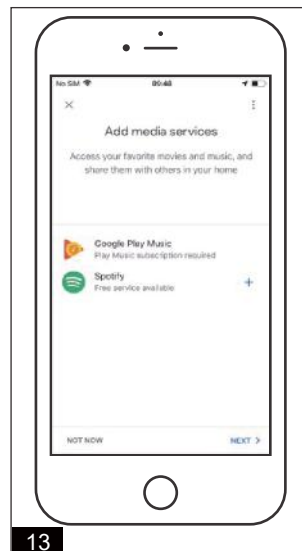 No SIM 09:48
Add media services
Access your favorite movies and music, and
share them with others in your home
Google Play Music
Play Music subscription required
Spotify
Free service available
+
NOT NOW NEXT >
13